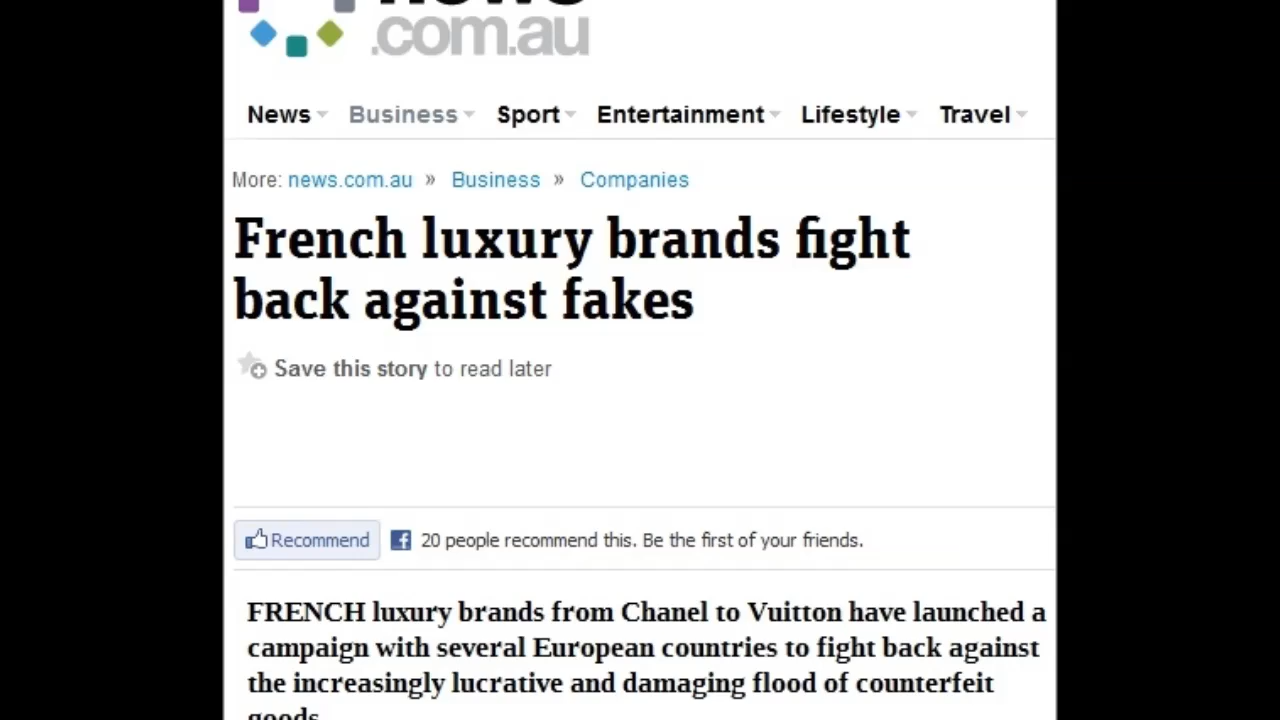 news
.com.au
News Business Sport Entertainment Lifestyle Travel
More: news.com.au » Business » Companies
French luxury brands fight
back against fakes
Save this story to read later
Recommend 20 people recommend this. Be the first of your friends.
FRENCH luxury brands from Chanel to Vuitton have launched a
campaign with several European countries to fight back against
the increasingly lucrative and damaging flood of counterfeit
goods